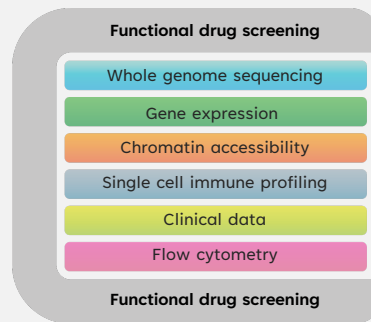 Functional drug screening
Whole genome sequencing
Gene expression
Chromatin accessibility
Single cell immune profiling
Clinical data
Flow cytometry
Functional drug screening